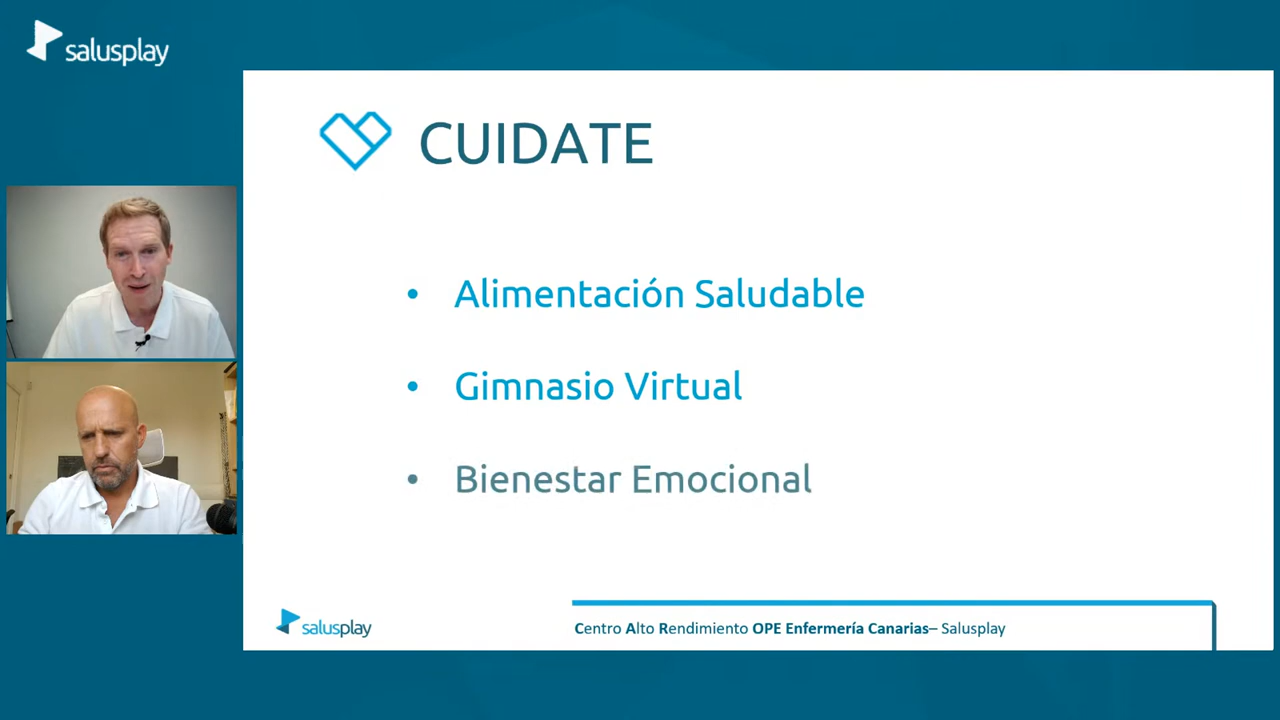 salusplay
CUIDATE
• Alimentación Saludable
• Gimnasio Virtual
• Bienestar Emocional
salusplay
Centro Alto Rendimiento OPE Enfermería Canarias– Salusplay